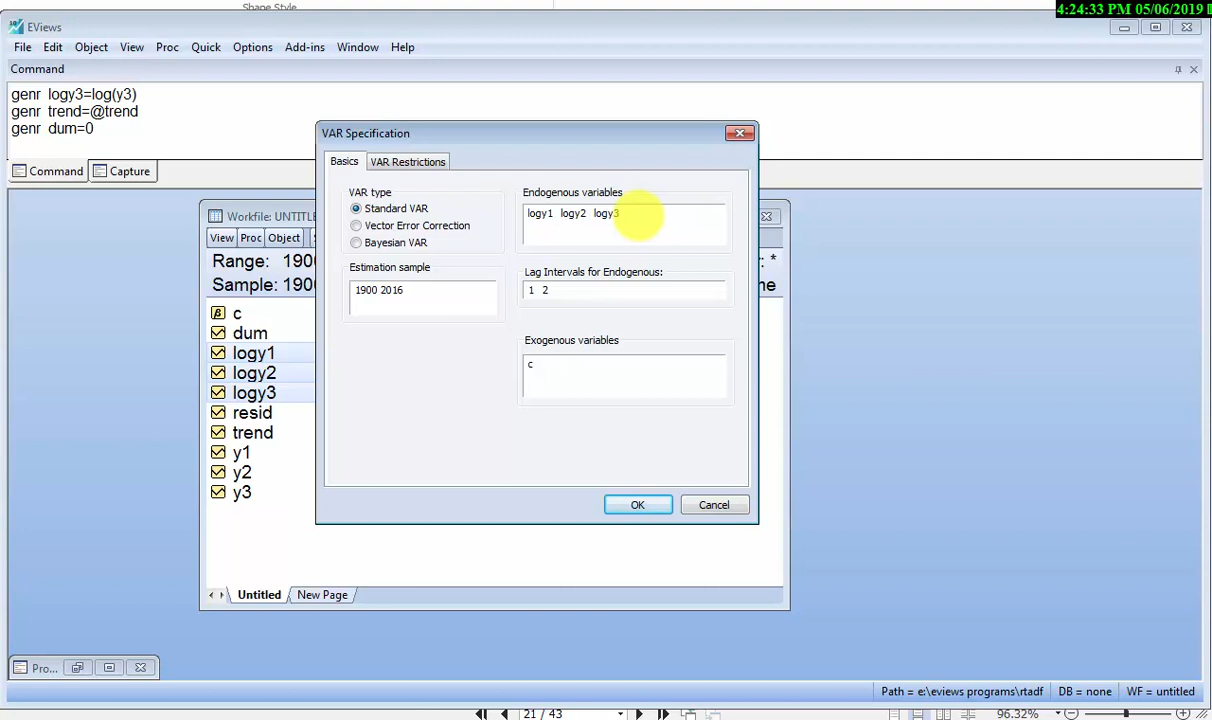 Shape Style
4:24:33 PM 05/06/2019
EViews
File Edit Object View Proc Quick Options Add-ins Window Help
Command
genr logy3=log(y3)
genr trend=@trend
genr dum=0
Command Capture
VAR Specification
Basics VAR Restrictions
VAR type
Standard VAR
Vector Error Correction
Bayesian VAR
Estimation sample
1900 2016
Endogenous variables
logy1 logy2 logy3
Lag Intervals for Endogenous:
1 2
Exogenous variables
c
OK Cancel
Workfile: UNTITLE
View Proc Object
Range: 1900
: *
Sample: 1900
c
dum
logy1
logy2
logy3
resid
trend
y1
y2
y3
Untitled New Page
Pro...
Path = e:\eviews programs\rtadf DB = none WF = untitled
21 / 43 96.32%